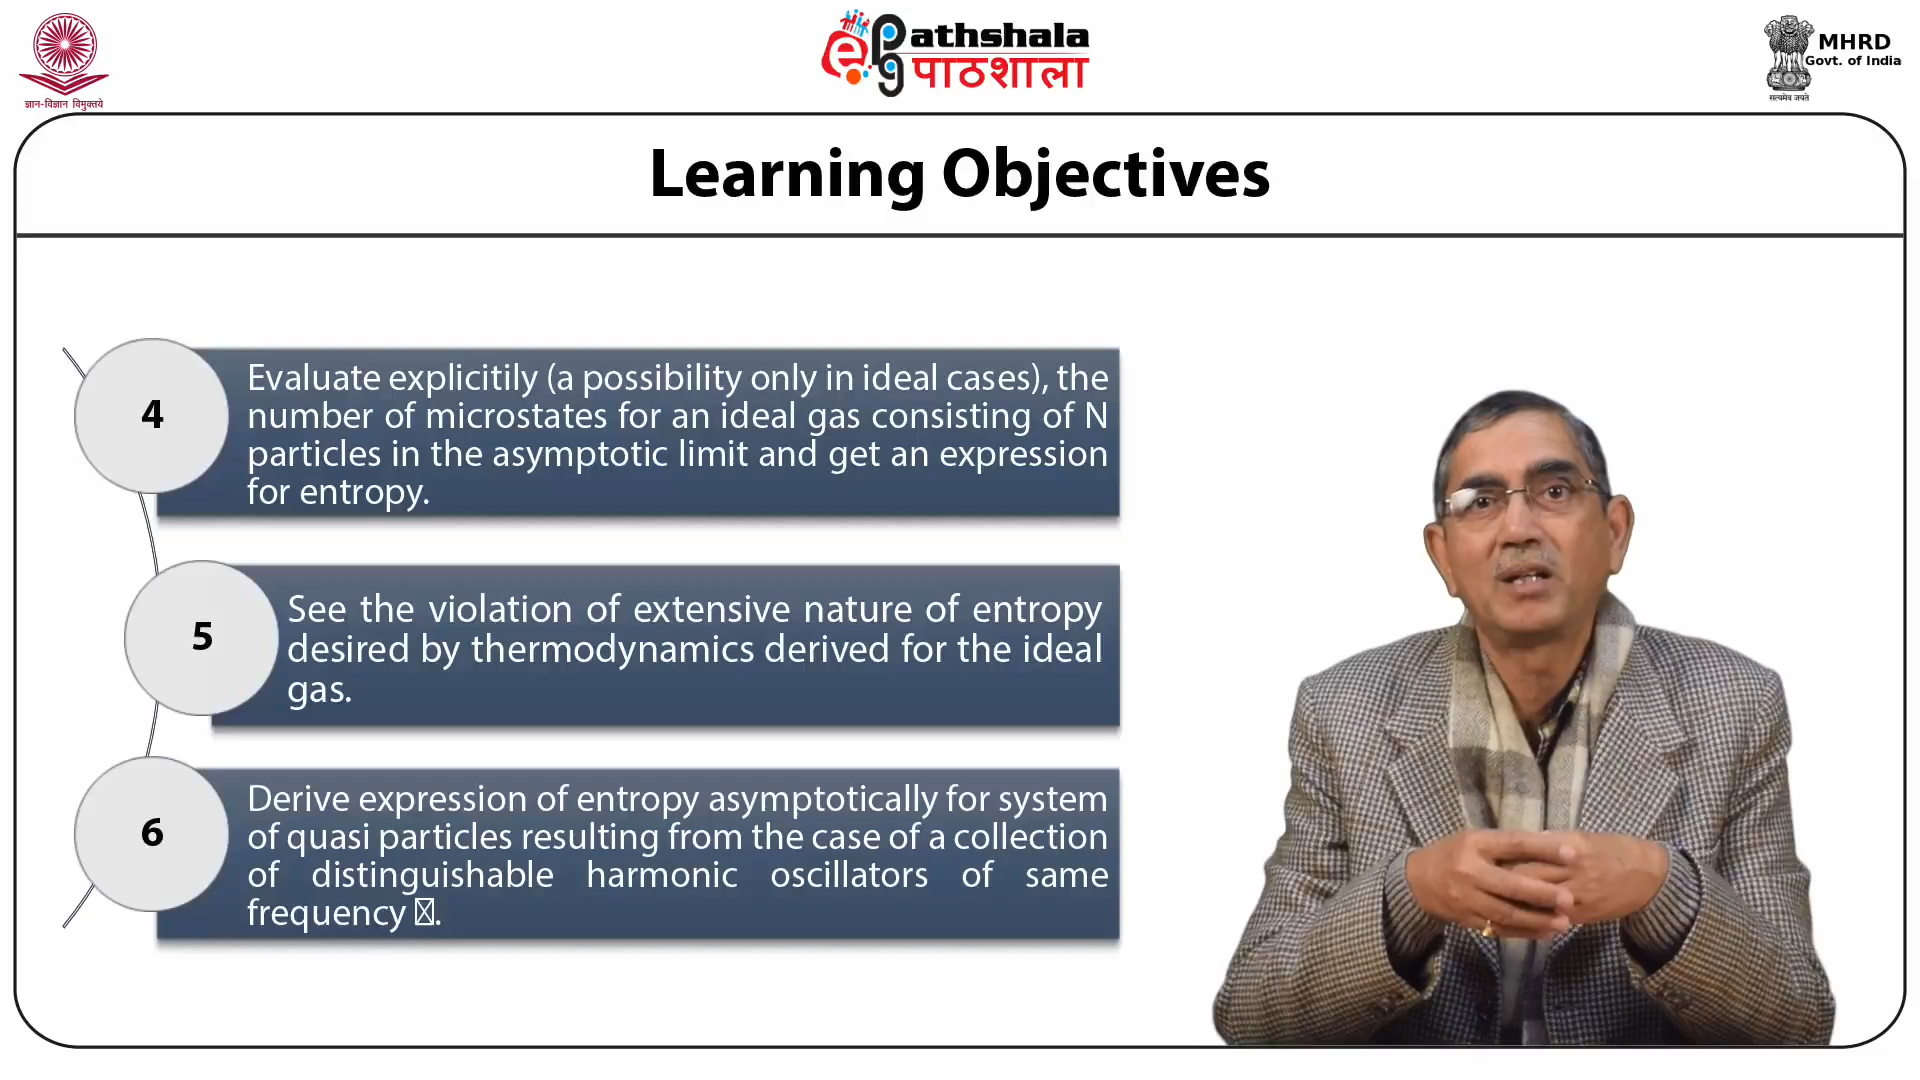 ज्ञान-विज्ञान विमुक्तये
ePathshala
पाठशाला
MHRD
Govt. of India
सत्यमेव जयते
Learning Objectives
4
Evaluate explicitily (a possibility only in ideal cases), the
number of microstates for an ideal gas consisting of N
particles in the asymptotic limit and get an expression
for entropy.
5
See the violation of extensive nature of entropy
desired by thermodynamics derived for the ideal
gas.
6
Derive expression of entropy asymptotically for system
of quasi particles resulting from the case of a collection
of distinguishable harmonic oscillators of same
frequency .